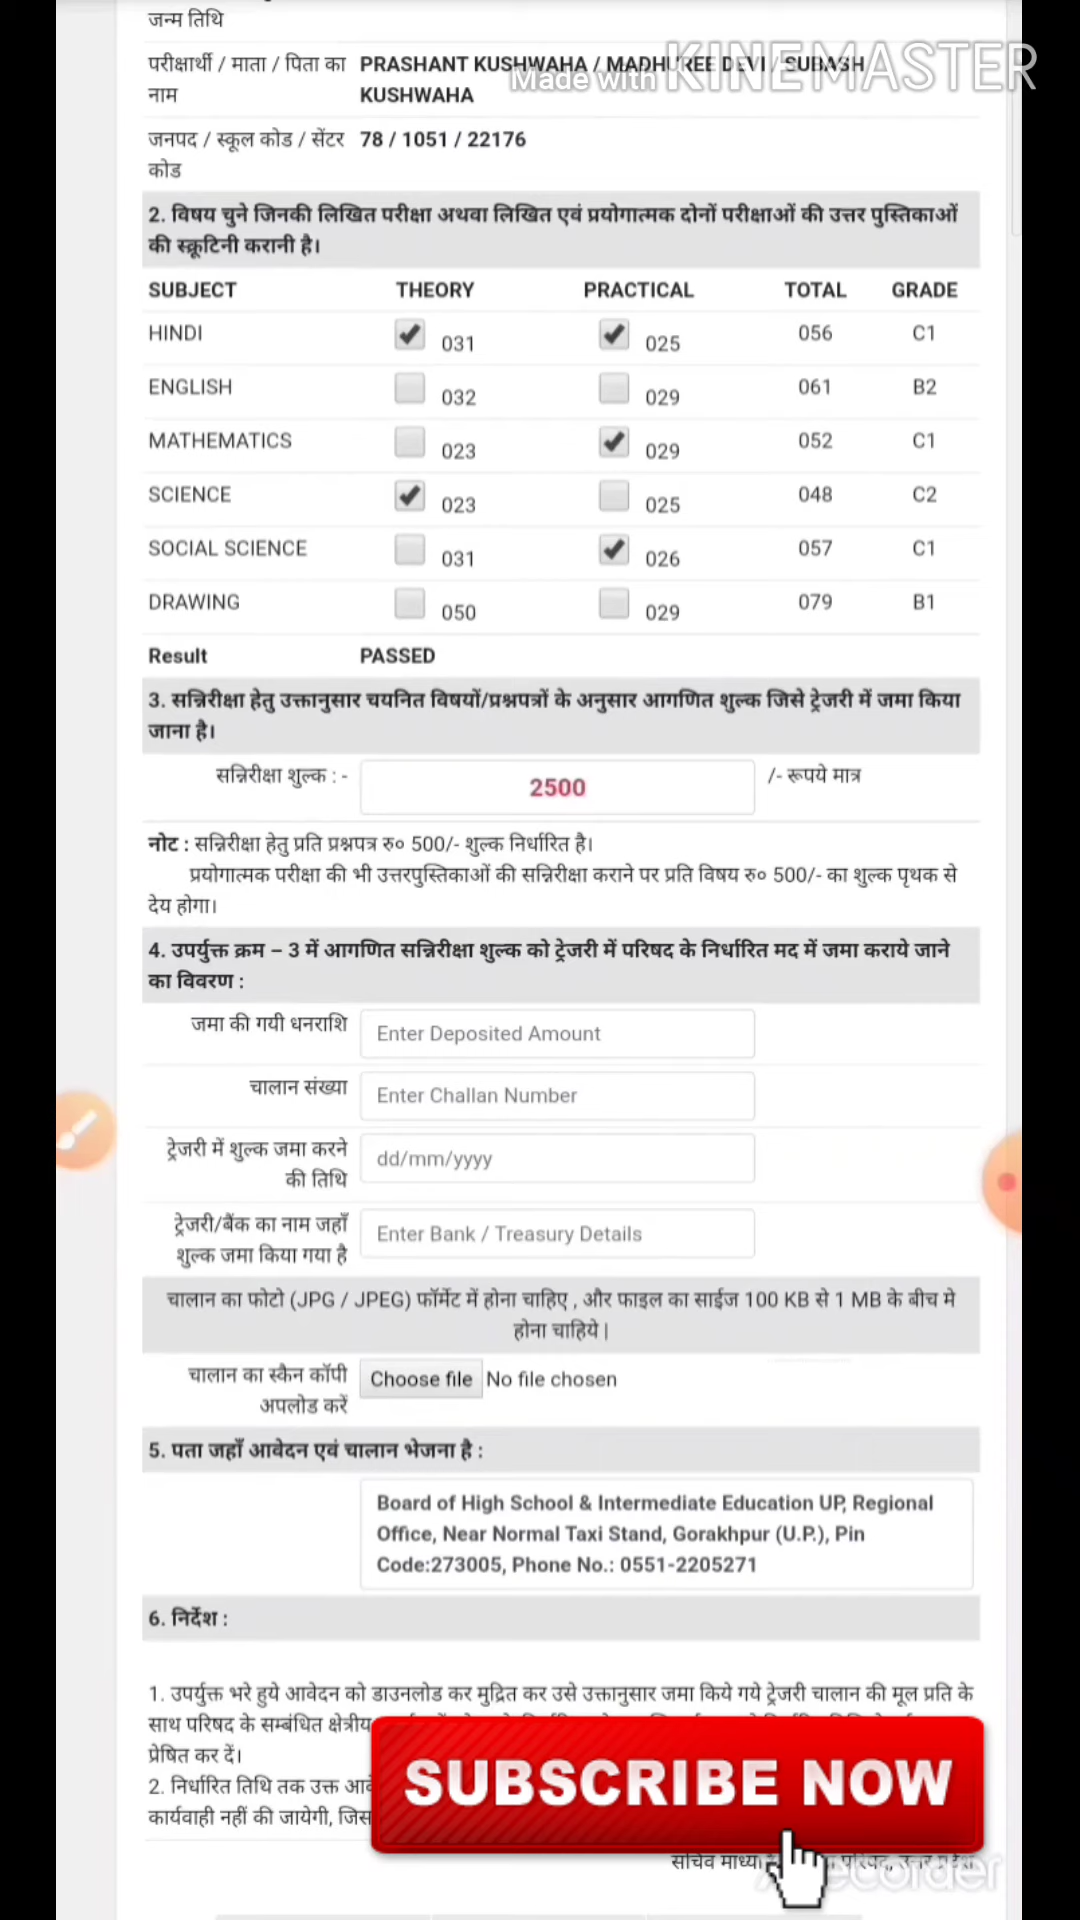 जन्म तिथि
परीक्षार्थी / माता / पिता का PRASHANT KUSHWAHA / MADHUREE DEVI / SUBASH
नाम KUSHWAHA
Made with KINEMASTER
जनपद / स्कूल कोड / सेंटर 78 / 1051 / 22176
कोड
2. विषय चुने जिनकी लिखित परीक्षा अथवा लिखित एवं प्रयोगात्मक दोनों परीक्षाओं की उत्तर पुस्तिकाओं
की स्क्रूटिनी करानी है।
SUBJECT THEORY PRACTICAL TOTAL GRADE
HINDI 031 025 056 C1
ENGLISH 032 029 061 B2
MATHEMATICS 023 029 052 C1
SCIENCE 023 025 048 C2
SOCIAL SCIENCE 031 026 057 C1
DRAWING 050 029 079 B1
Result PASSED
3. सन्निरीक्षा हेतु उक्तानुसार चयनित विषयों/प्रश्नपत्रों के अनुसार आगणित शुल्क जिसे ट्रेजरी में जमा किया
जाना है।
सन्निरीक्षा शुल्क : - 2500 /- रूपये मात्र
नोट : सन्निरीक्षा हेतु प्रति प्रश्नपत्र रु० 500/- शुल्क निर्धारित है।
प्रयोगात्मक परीक्षा की भी उत्तरपुस्तिकाओं की सन्निरीक्षा कराने पर प्रति विषय रु० 500/- का शुल्क पृथक से
देय होगा।
4. उपर्युक्त क्रम – 3 में आगणित सन्निरीक्षा शुल्क को ट्रेजरी में परिषद के निर्धारित मद में जमा कराये जाने
का विवरण :
जमा की गयी धनराशि Enter Deposited Amount
चालान संख्या Enter Challan Number
ट्रेजरी में शुल्क जमा करने dd/mm/yyyy
की तिथि
ट्रेजरी/बैंक का नाम जहाँ Enter Bank / Treasury Details
शुल्क जमा किया गया है
चालान का फोटो (JPG / JPEG) फॉर्मेट में होना चाहिए , और फाइल का साईज 100 KB से 1 MB के बीच मे
होना चाहिये |
चालान का स्कैन कॉपी Choose file No file chosen
अपलोड करें
5. पता जहाँ आवेदन एवं चालान भेजना है :
Board of High School & Intermediate Education UP, Regional
Office, Near Normal Taxi Stand, Gorakhpur (U.P.), Pin
Code:273005, Phone No.: 0551-2205271
6. निर्देश :
1. उपर्युक्त भरे हुये आवेदन को डाउनलोड कर मुद्रित कर उसे उक्तानुसार जमा किये गये ट्रेजरी चालान की मूल प्रति के
साथ परिषद के सम्बंधित क्षेत्रीय
प्रेषित कर दें।
2. निर्धारित तिथि तक उक्त
कार्यवाही नहीं की जायेगी,
SUBSCRIBE NOW
सचिव परिषद, उत्तर प्रदेश